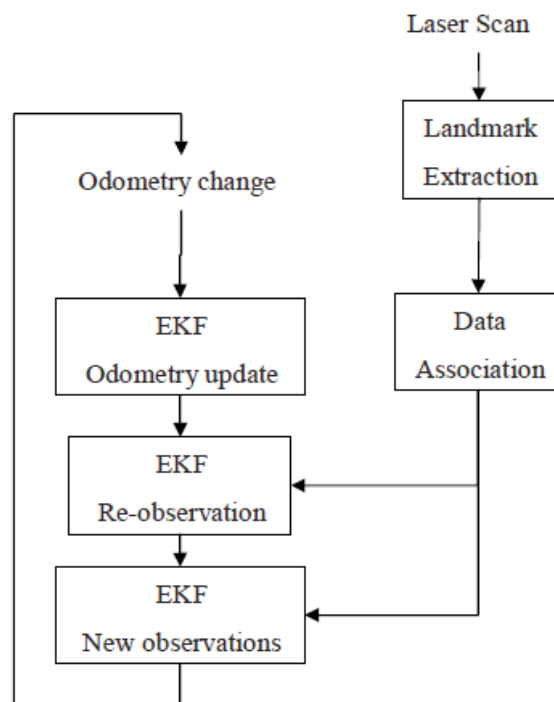 Laser Scan
Landmark
Extraction
Odometry change
EKF
Odometry update
Data
Association
EKF
Re-observation
EKF
New observations